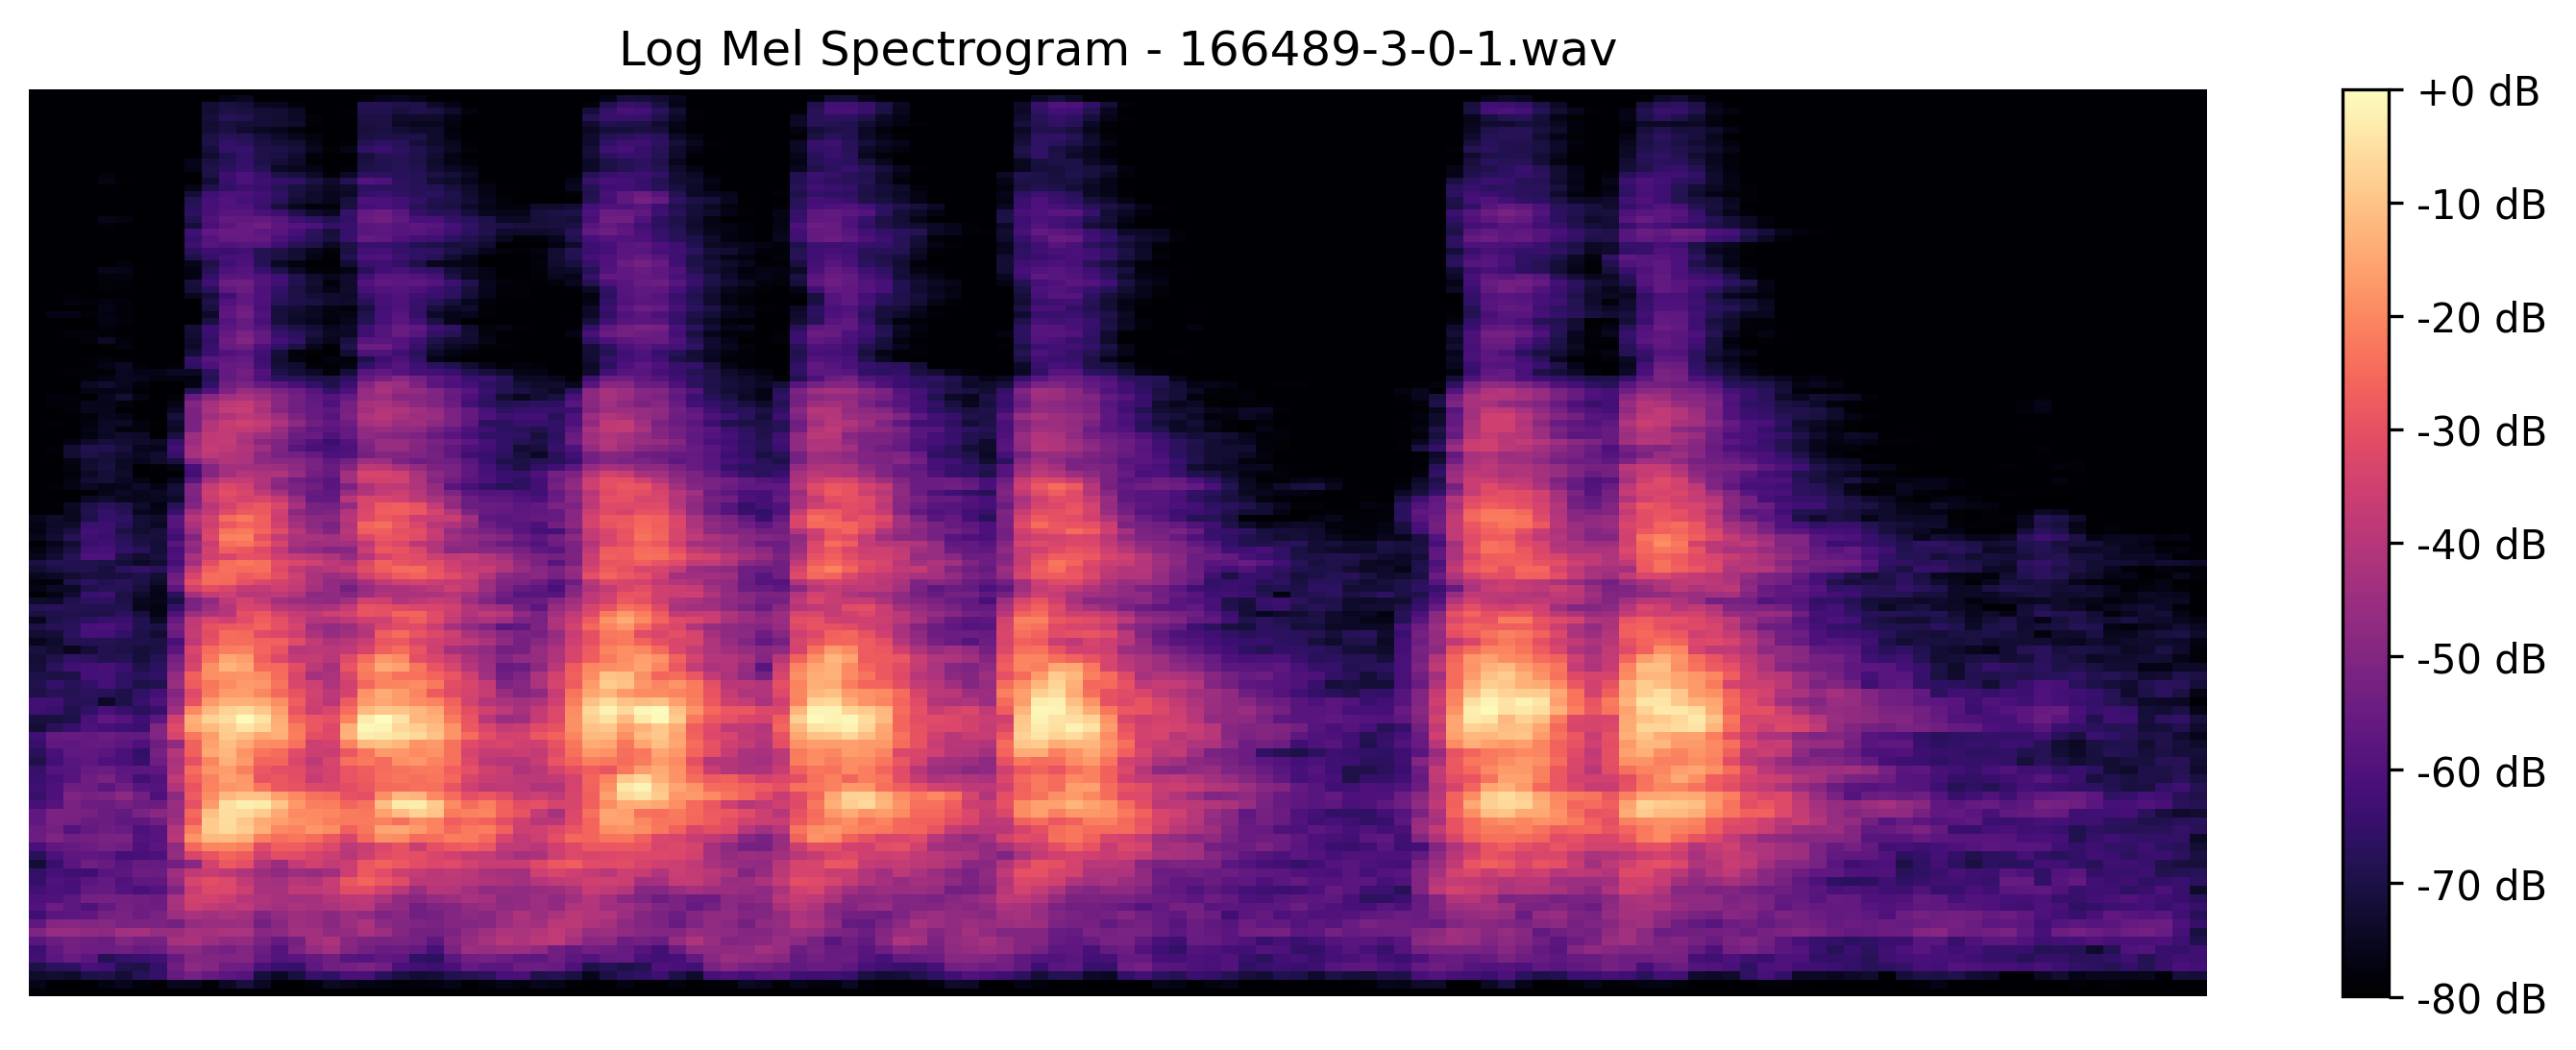 Log Mel Spectrogram - 166489-3-0-1.wav
+0 dB
-10 dB
-20 dB
-30 dB
-40 dB
-50 dB
-60 dB
-70 dB
-80 dB